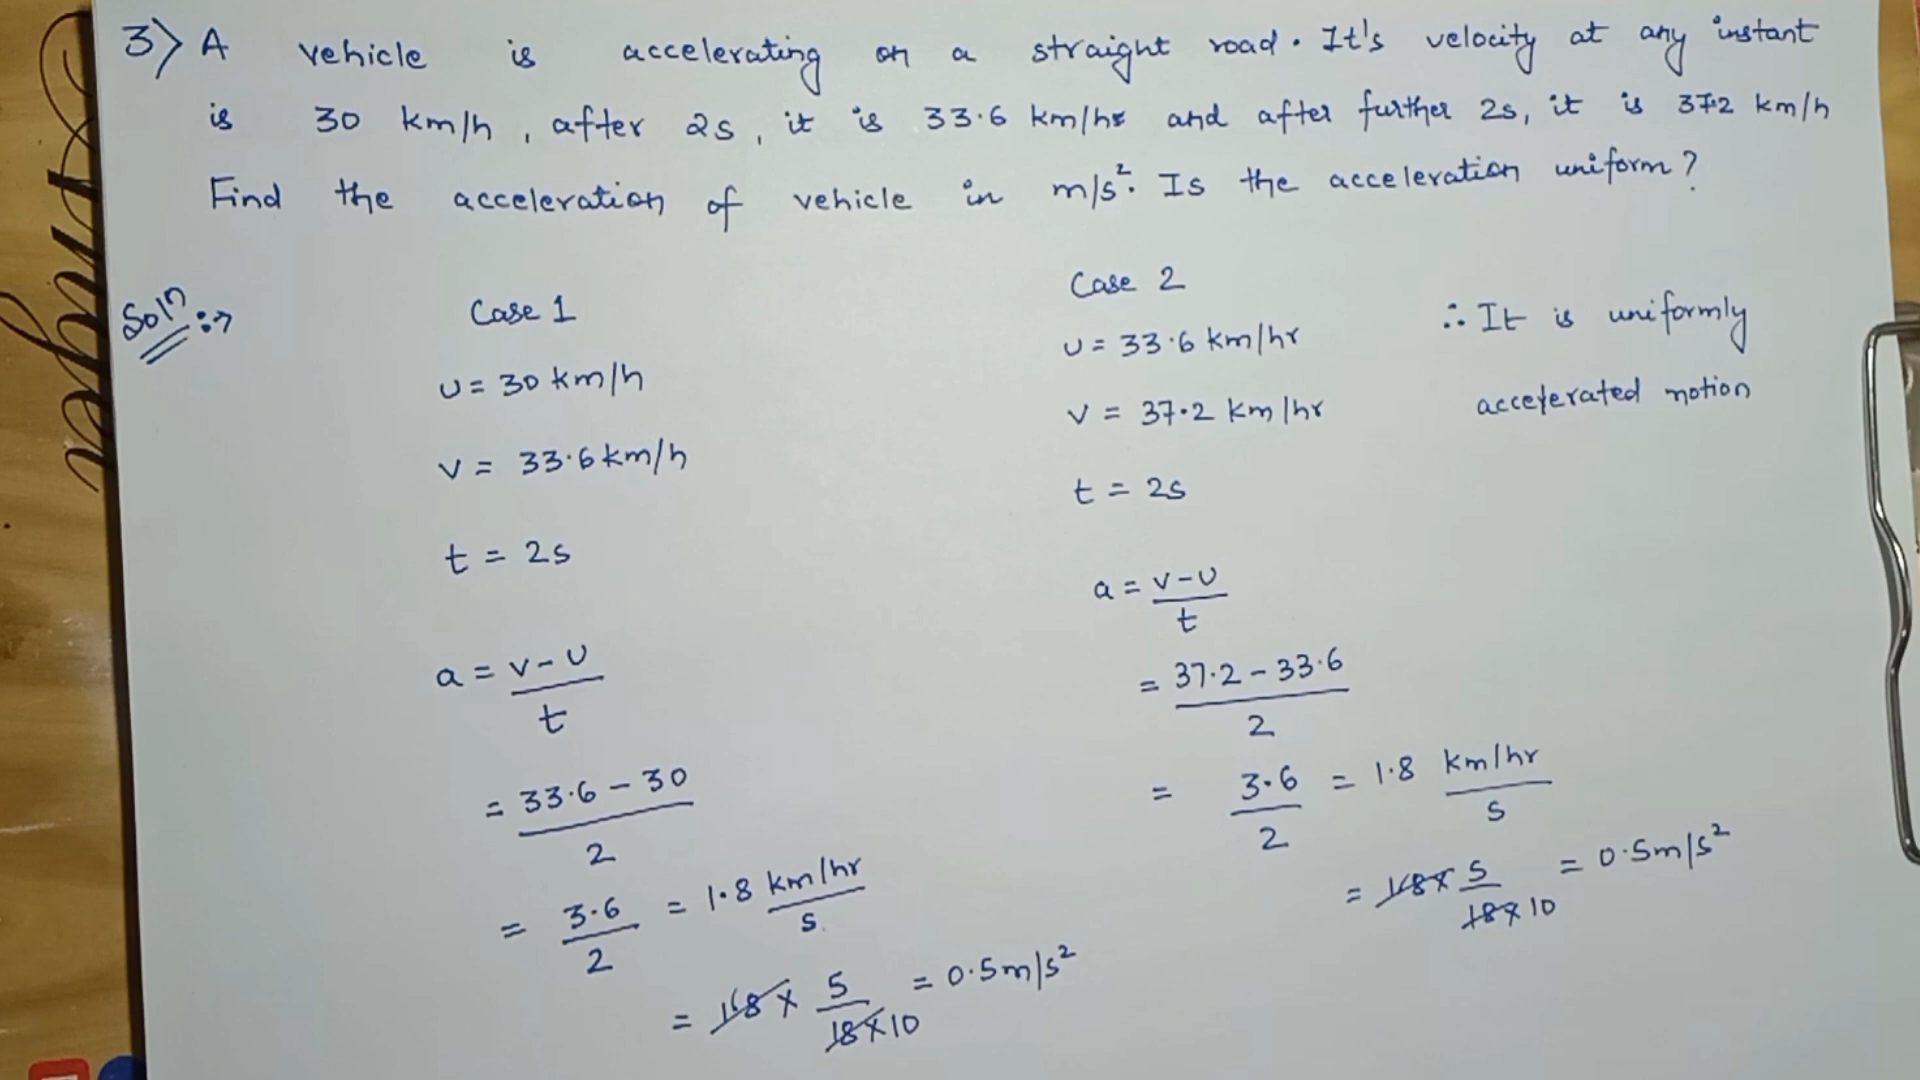 3) A vehicle is accelerating on a straight road. It's velocity at any instant
is 30 km/h, after 2s, it is 33.6 km/hr and after further 2s, it is 37.2 km/h
Find the acceleration of vehicle in m/s². Is the acceleration uniform?
Soln :→
Case 1
u = 30 km/h
v = 33.6 km/h
t = 2s
a = v-u
t
= 33.6 - 30
2
= 3.6 = 1.8 km/hr
2 s
= 1.8 × 5 = 0.5 m/s²
18×10
Case 2
u = 33.6 km/hr
v = 37.2 km/hr
t = 2s
a = v-u
t
= 37.2 - 33.6
2
= 3.6 = 1.8 km/hr
2 s
= 1.8 × 5 = 0.5 m/s²
18×10
∴ It is uniformly
accelerated motion